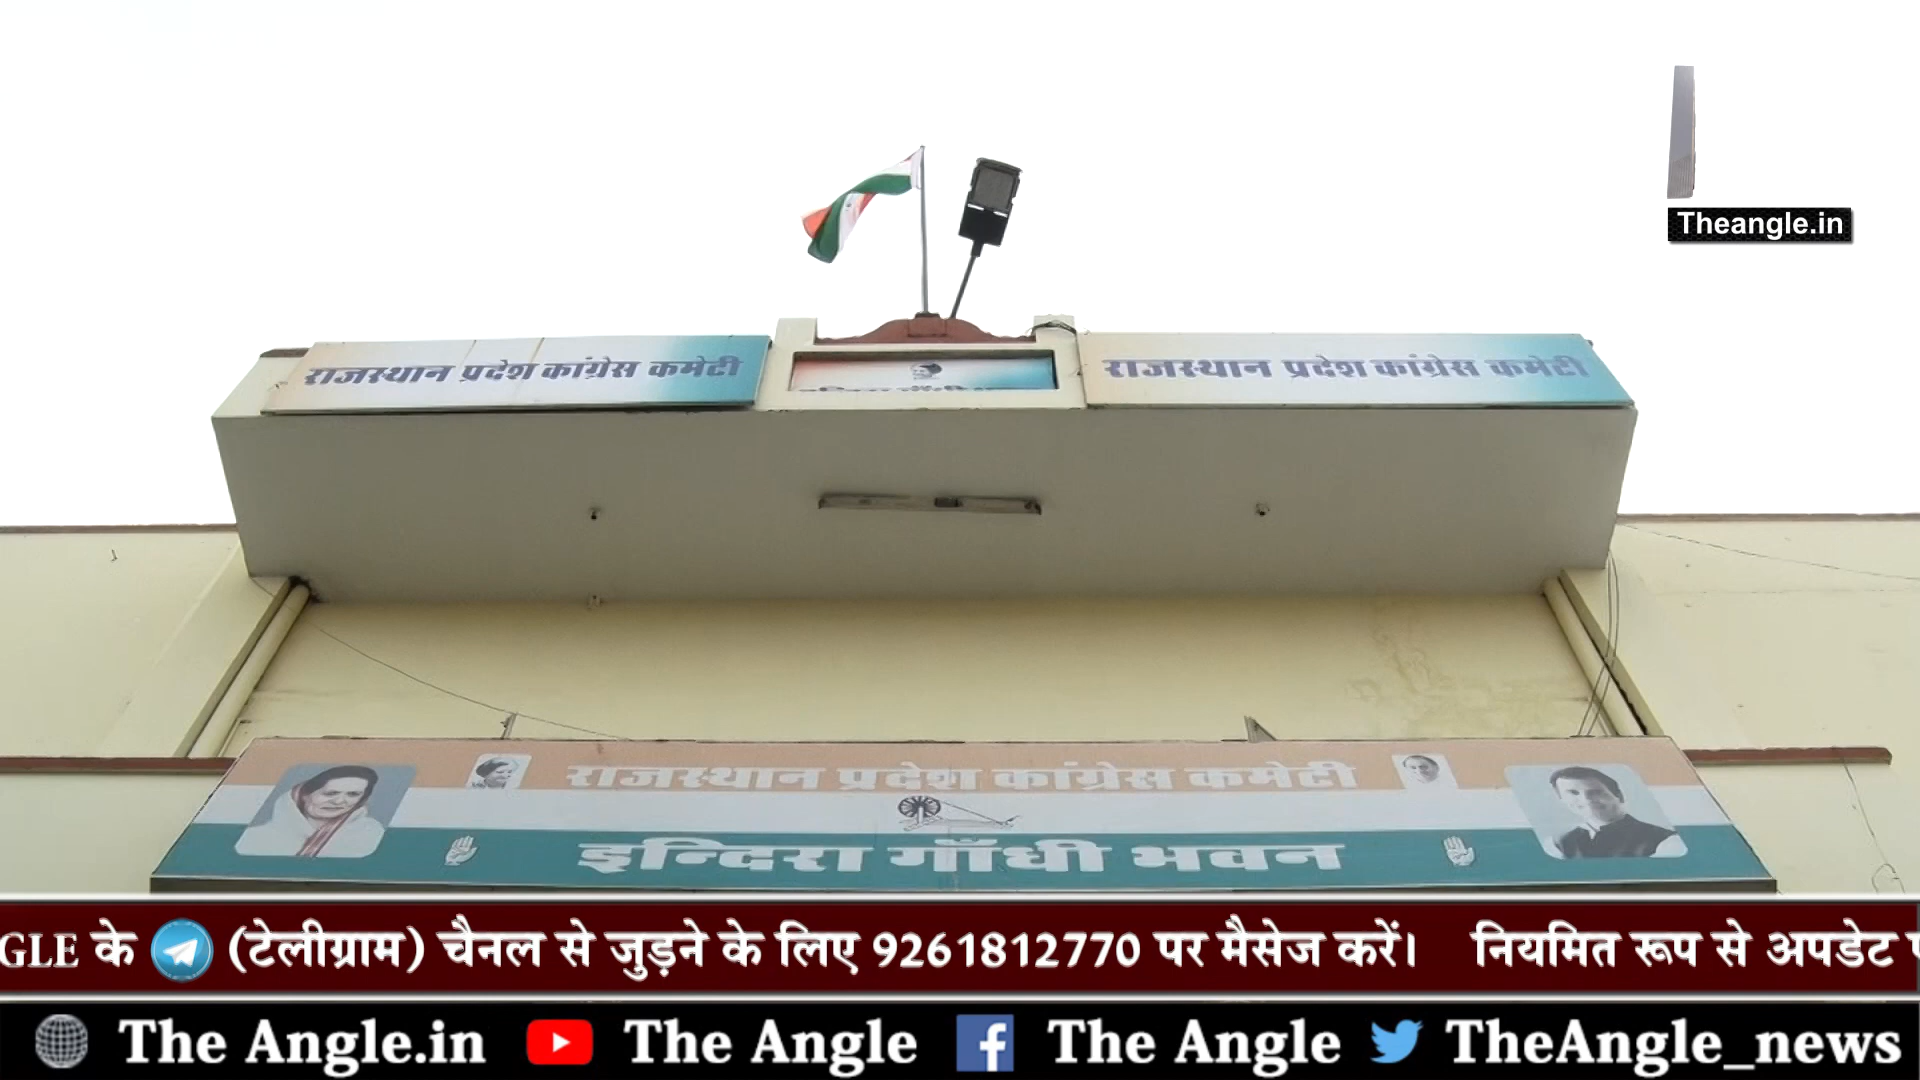 Theangle.in
राजस्थान प्रदेश कांग्रेस कमेटी
राजस्थान प्रदेश कांग्रेस कमेटी
राजस्थान प्रदेश कांग्रेस कमेटी
इन्दिरा गाँधी भवन
GLE के (टेलीग्राम) चैनल से जुड़ने के लिए 9261812770 पर मैसेज करें। नियमित रूप से अपडेट
The Angle.in The Angle The Angle TheAngle_news